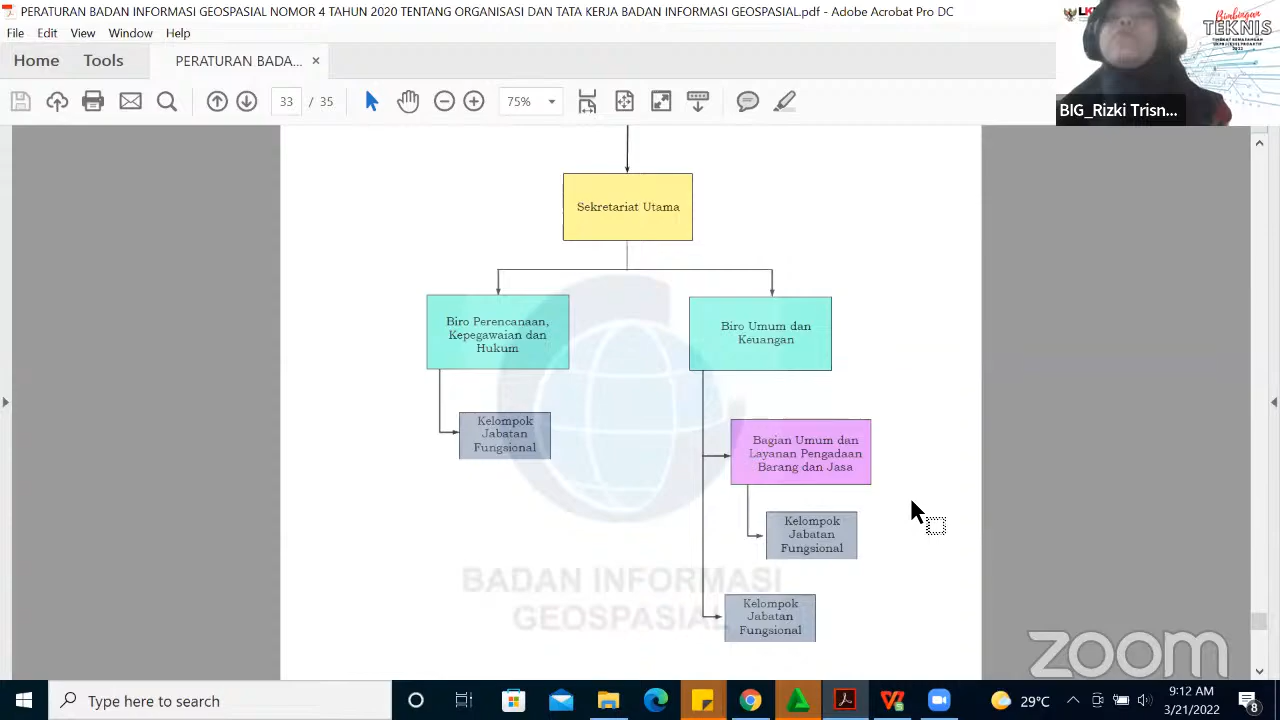 PERATURAN BADAN INFORMASI GEOSPASIAL NOMOR 4 TAHUN 2020 TENTANG ORGANISASI DAN TATA KERJA BADAN INFORMASI GEOSPASIAL.pdf - Adobe Acrobat Pro DC
File Edit View Window Help
Home Tools PERATURAN BADA... ×
33 / 35 75%
Bimbingan
TEKNIS
2022
BIG_Rizki Trisn...
Sekretariat Utama
Biro Perencanaan,
Kepegawaian dan
Hukum
Biro Umum dan
Keuangan
Kelompok
Jabatan
Fungsional
Bagian Umum dan
Layanan Pengadaan
Barang dan Jasa
Kelompok
Jabatan
Fungsional
Kelompok
Jabatan
Fungsional
BADAN INFORMASI
GEOSPASIAL
zoom
Type here to search
29°C
9:12 AM
3/21/2022
8